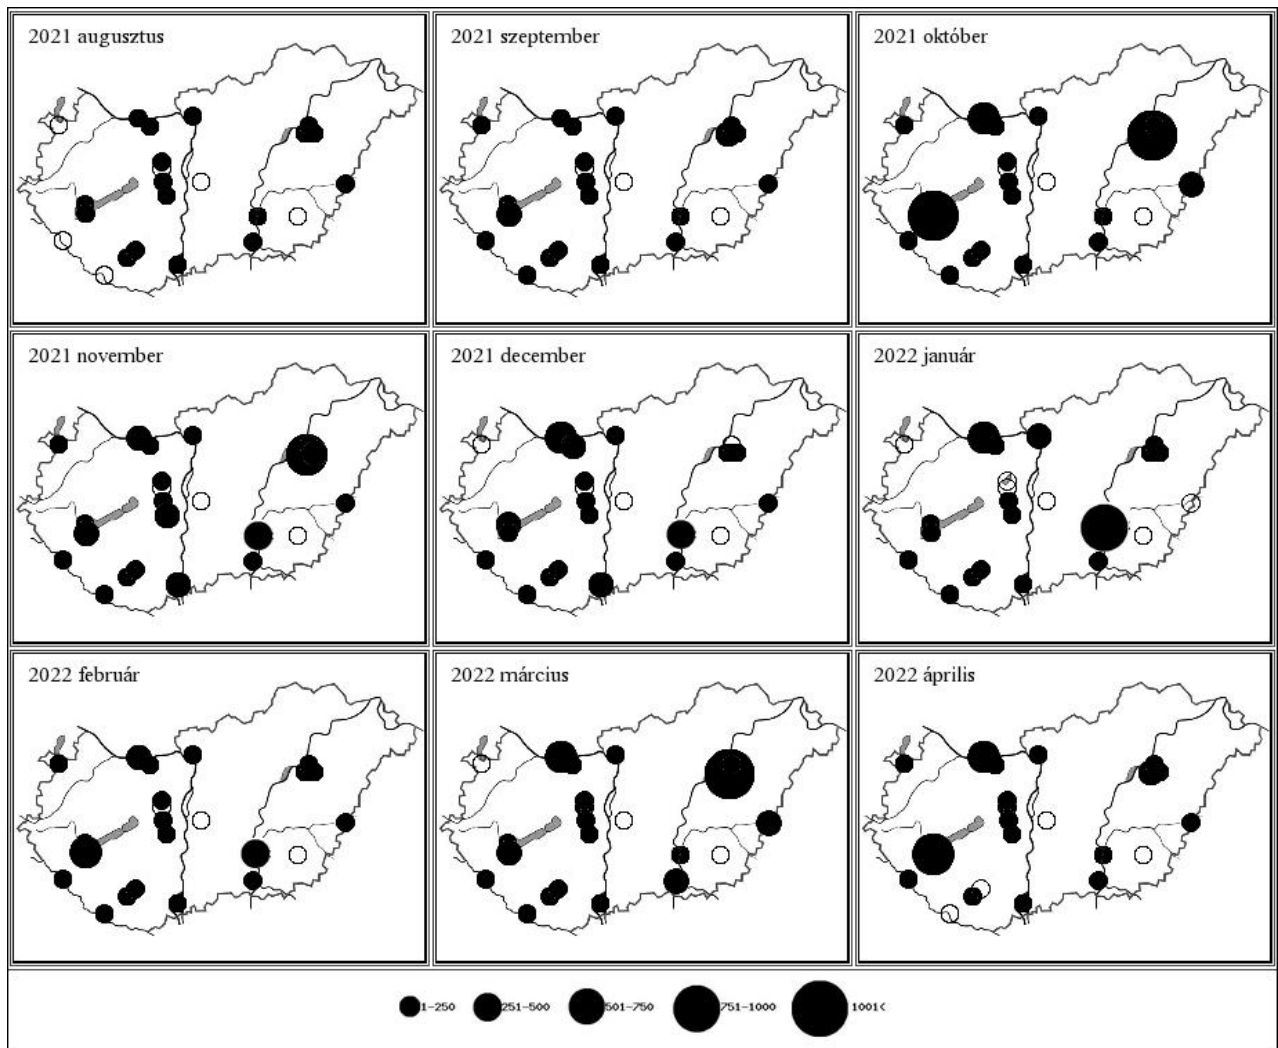 2021 augusztus
2021 szeptember
2021 október
2021 november
2021 december
2022 január
2022 február
2022 március
2022 április
1-250 251-500 501-750 751-1000 1001<